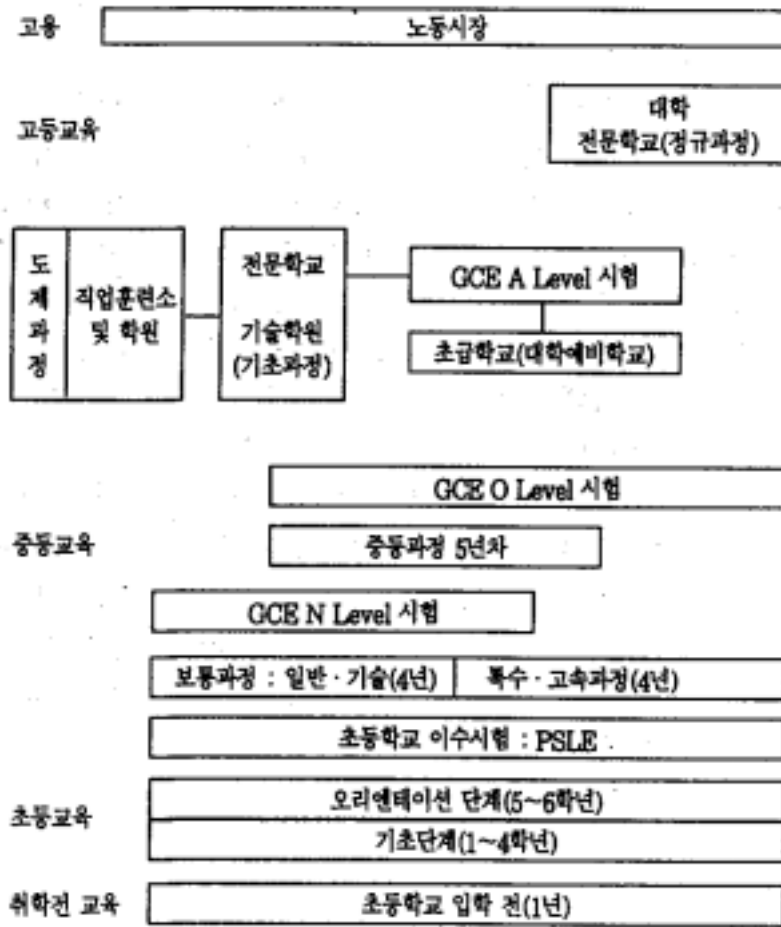 고용
노동시장
고등교육
대학
전문학교(정규과정)
도제과정
직업훈련소
및 학원
전문학교
기술학원
(기초과정)
GCE A Level 시험
초급학교(대학예비학교)
GCE O Level 시험
중등교육
중등과정 5년차
GCE N Level 시험
보통과정 : 일반 · 기술(4년)
특수 · 고속과정(4년)
초등학교 이수시험 : PSLE
초등교육
오리엔테이션 단계(5~6학년)
기초단계(1~4학년)
취학전 교육
초등학교 입학 전(1년)